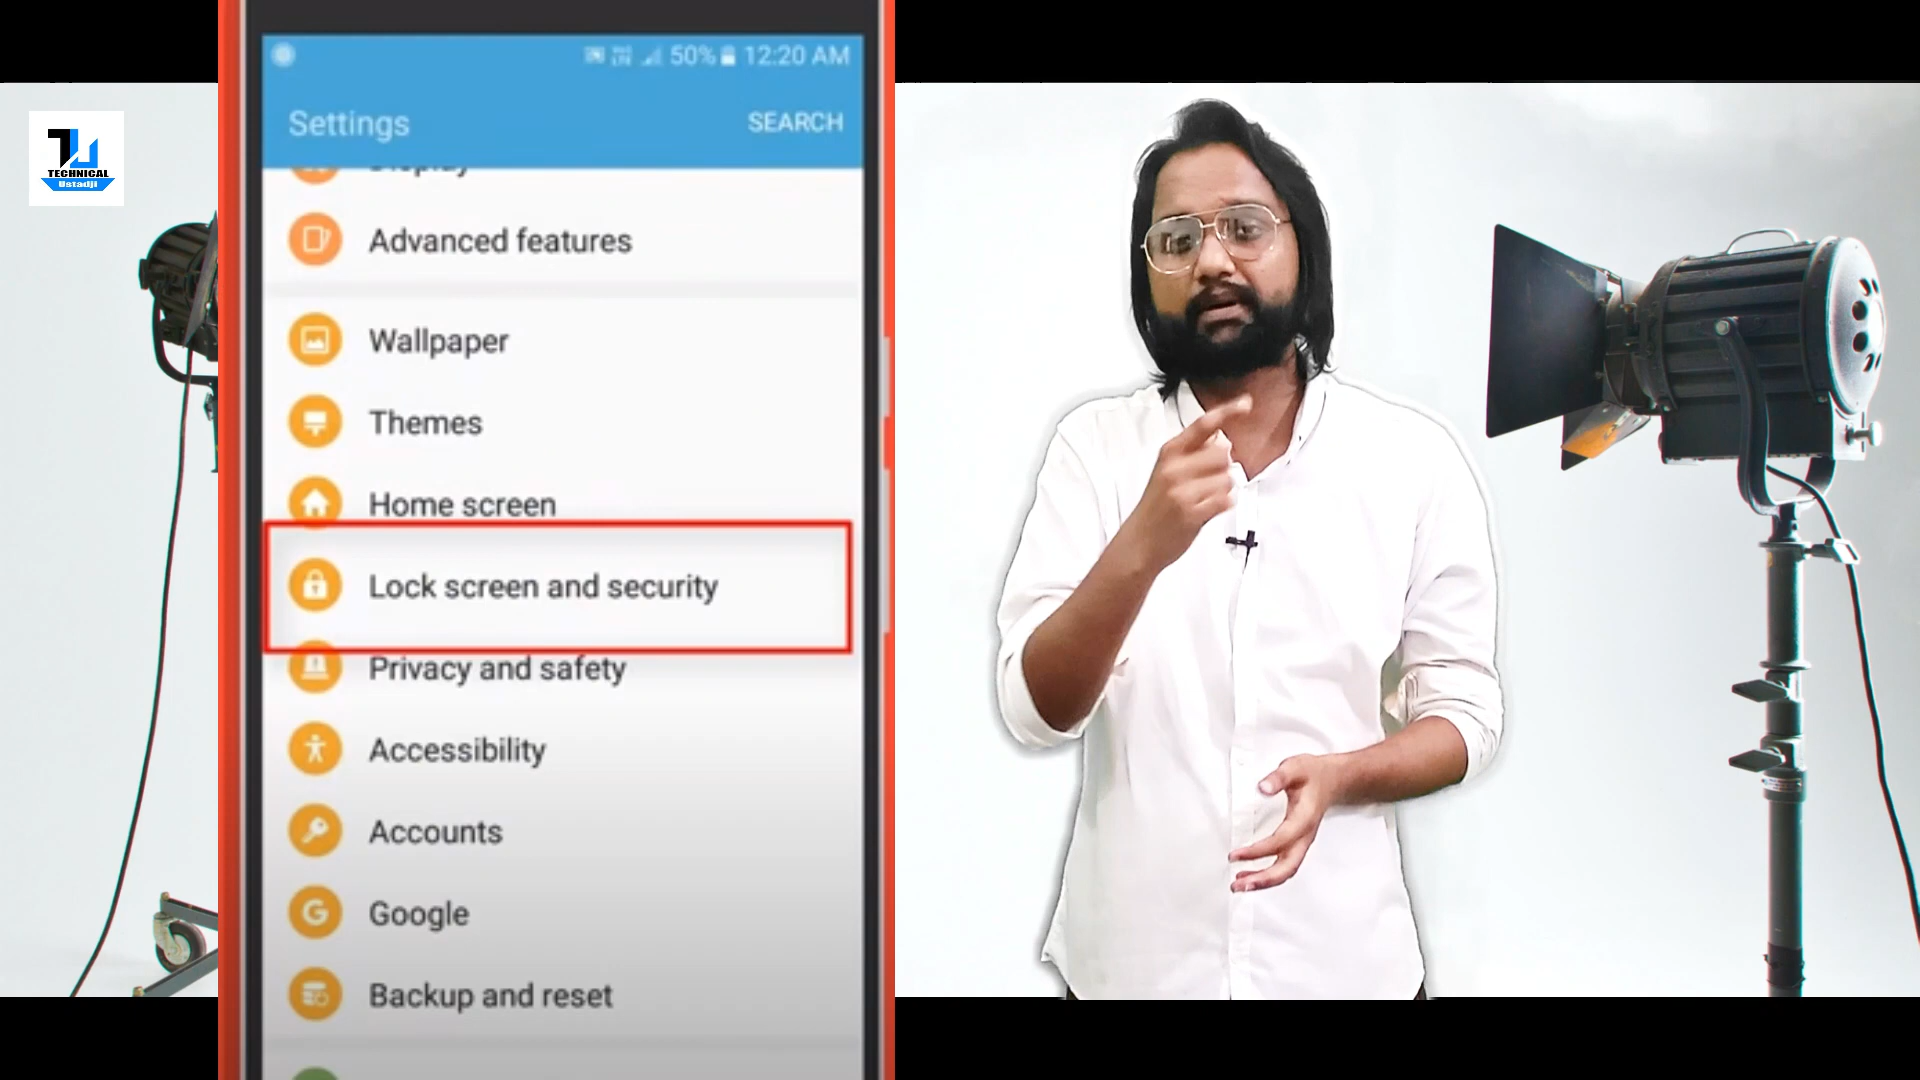 TECHNICAL
Ustadji
50% 12:20 AM
Settings
SEARCH
Display
Advanced features
Wallpaper
Themes
Home screen
Lock screen and security
Privacy and safety
Accessibility
Accounts
Google
Backup and reset